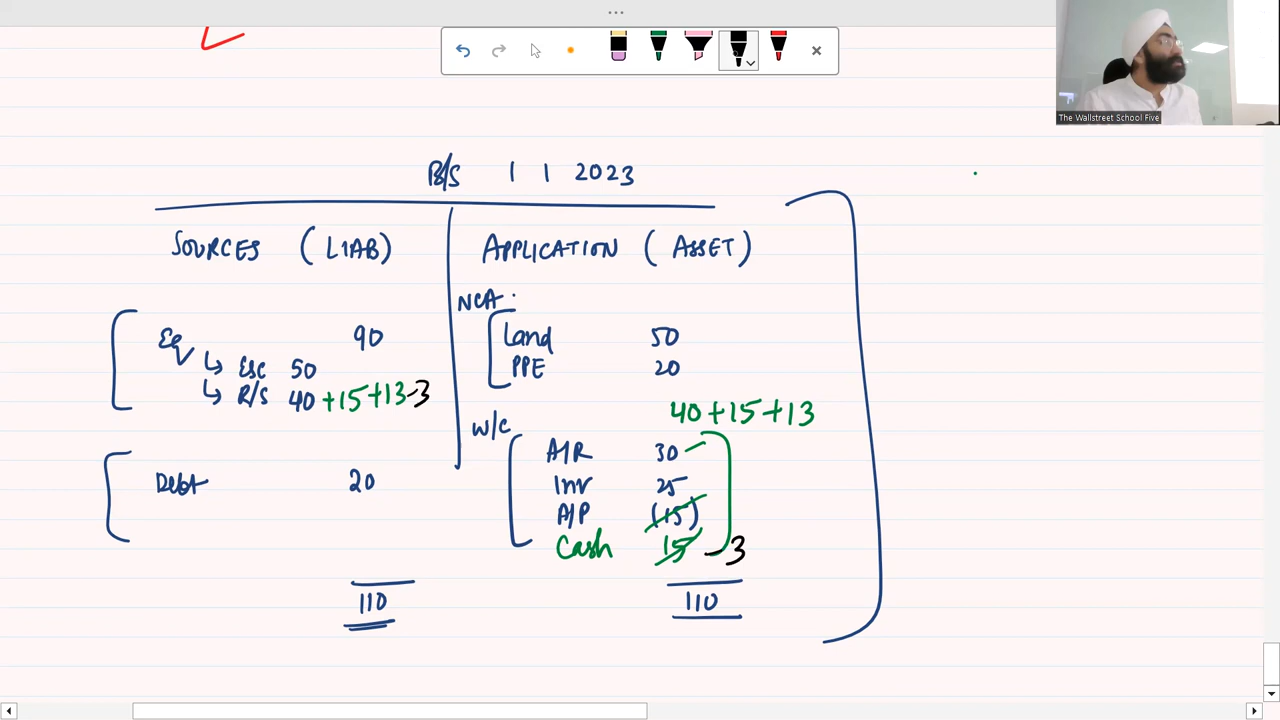 The Wallstreet School Five
B/S 1 1 2023
SOURCES (LIAB) APPLICATION (ASSET)
NCA :
Eq 90 Land 50
↳ ESC 50 PPE 20
↳ R/S 40 +15+13-3
40+15+13
W/C
A/R 30
Debt 20 Inv 25
A/P (15)
Cash 15 -3
110 110